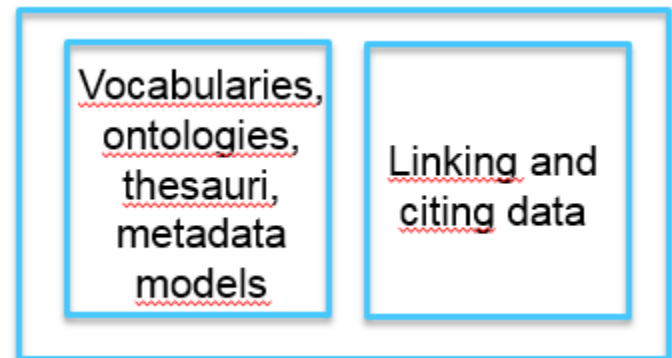 Vocabularies,
ontologies,
thesauri,
metadata
models
Linking and
citing data